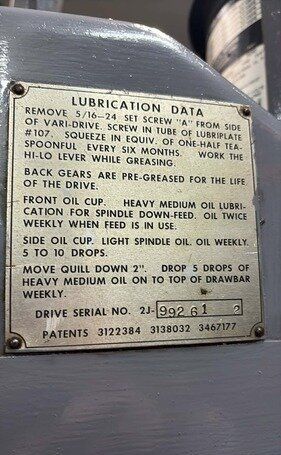 LUBRICATION DATA
REMOVE 5/16-24 SET SCREW "A" FROM SIDE
OF VARI-DRIVE. SCREW IN TUBE OF LUBRIPLATE
#107. SQUEEZE IN EQUIV. OF ONE-HALF TEA-
SPOONFUL EVERY SIX MONTHS. WORK THE
HI-LO LEVER WHILE GREASING.
BACK GEARS ARE PRE-GREASED FOR THE LIFE
OF THE DRIVE.
FRONT OIL CUP. HEAVY MEDIUM OIL LUBRI-
CATION FOR SPINDLE DOWN-FEED. OIL TWICE
WEEKLY WHEN FEED IS IN USE.
SIDE OIL CUP. LIGHT SPINDLE OIL. OIL WEEKLY.
5 TO 10 DROPS.
MOVE QUILL DOWN 2". DROP 5 DROPS OF
HEAVY MEDIUM OIL ON TO TOP OF DRAWBAR
WEEKLY.
DRIVE SERIAL NO. 2J-99261 2
PATENTS 3122384 3138032 3467177